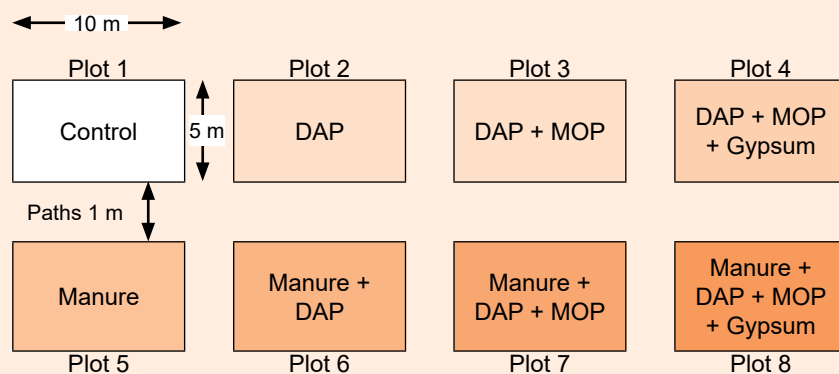 10 m
Plot 1
Plot 2
Plot 3
Plot 4
Control
5 m
DAP
DAP + MOP
DAP + MOP
+ Gypsum
Paths 1 m
Manure
Manure +
DAP
Manure +
DAP + MOP
Manure +
DAP + MOP
+ Gypsum
Plot 5
Plot 6
Plot 7
Plot 8